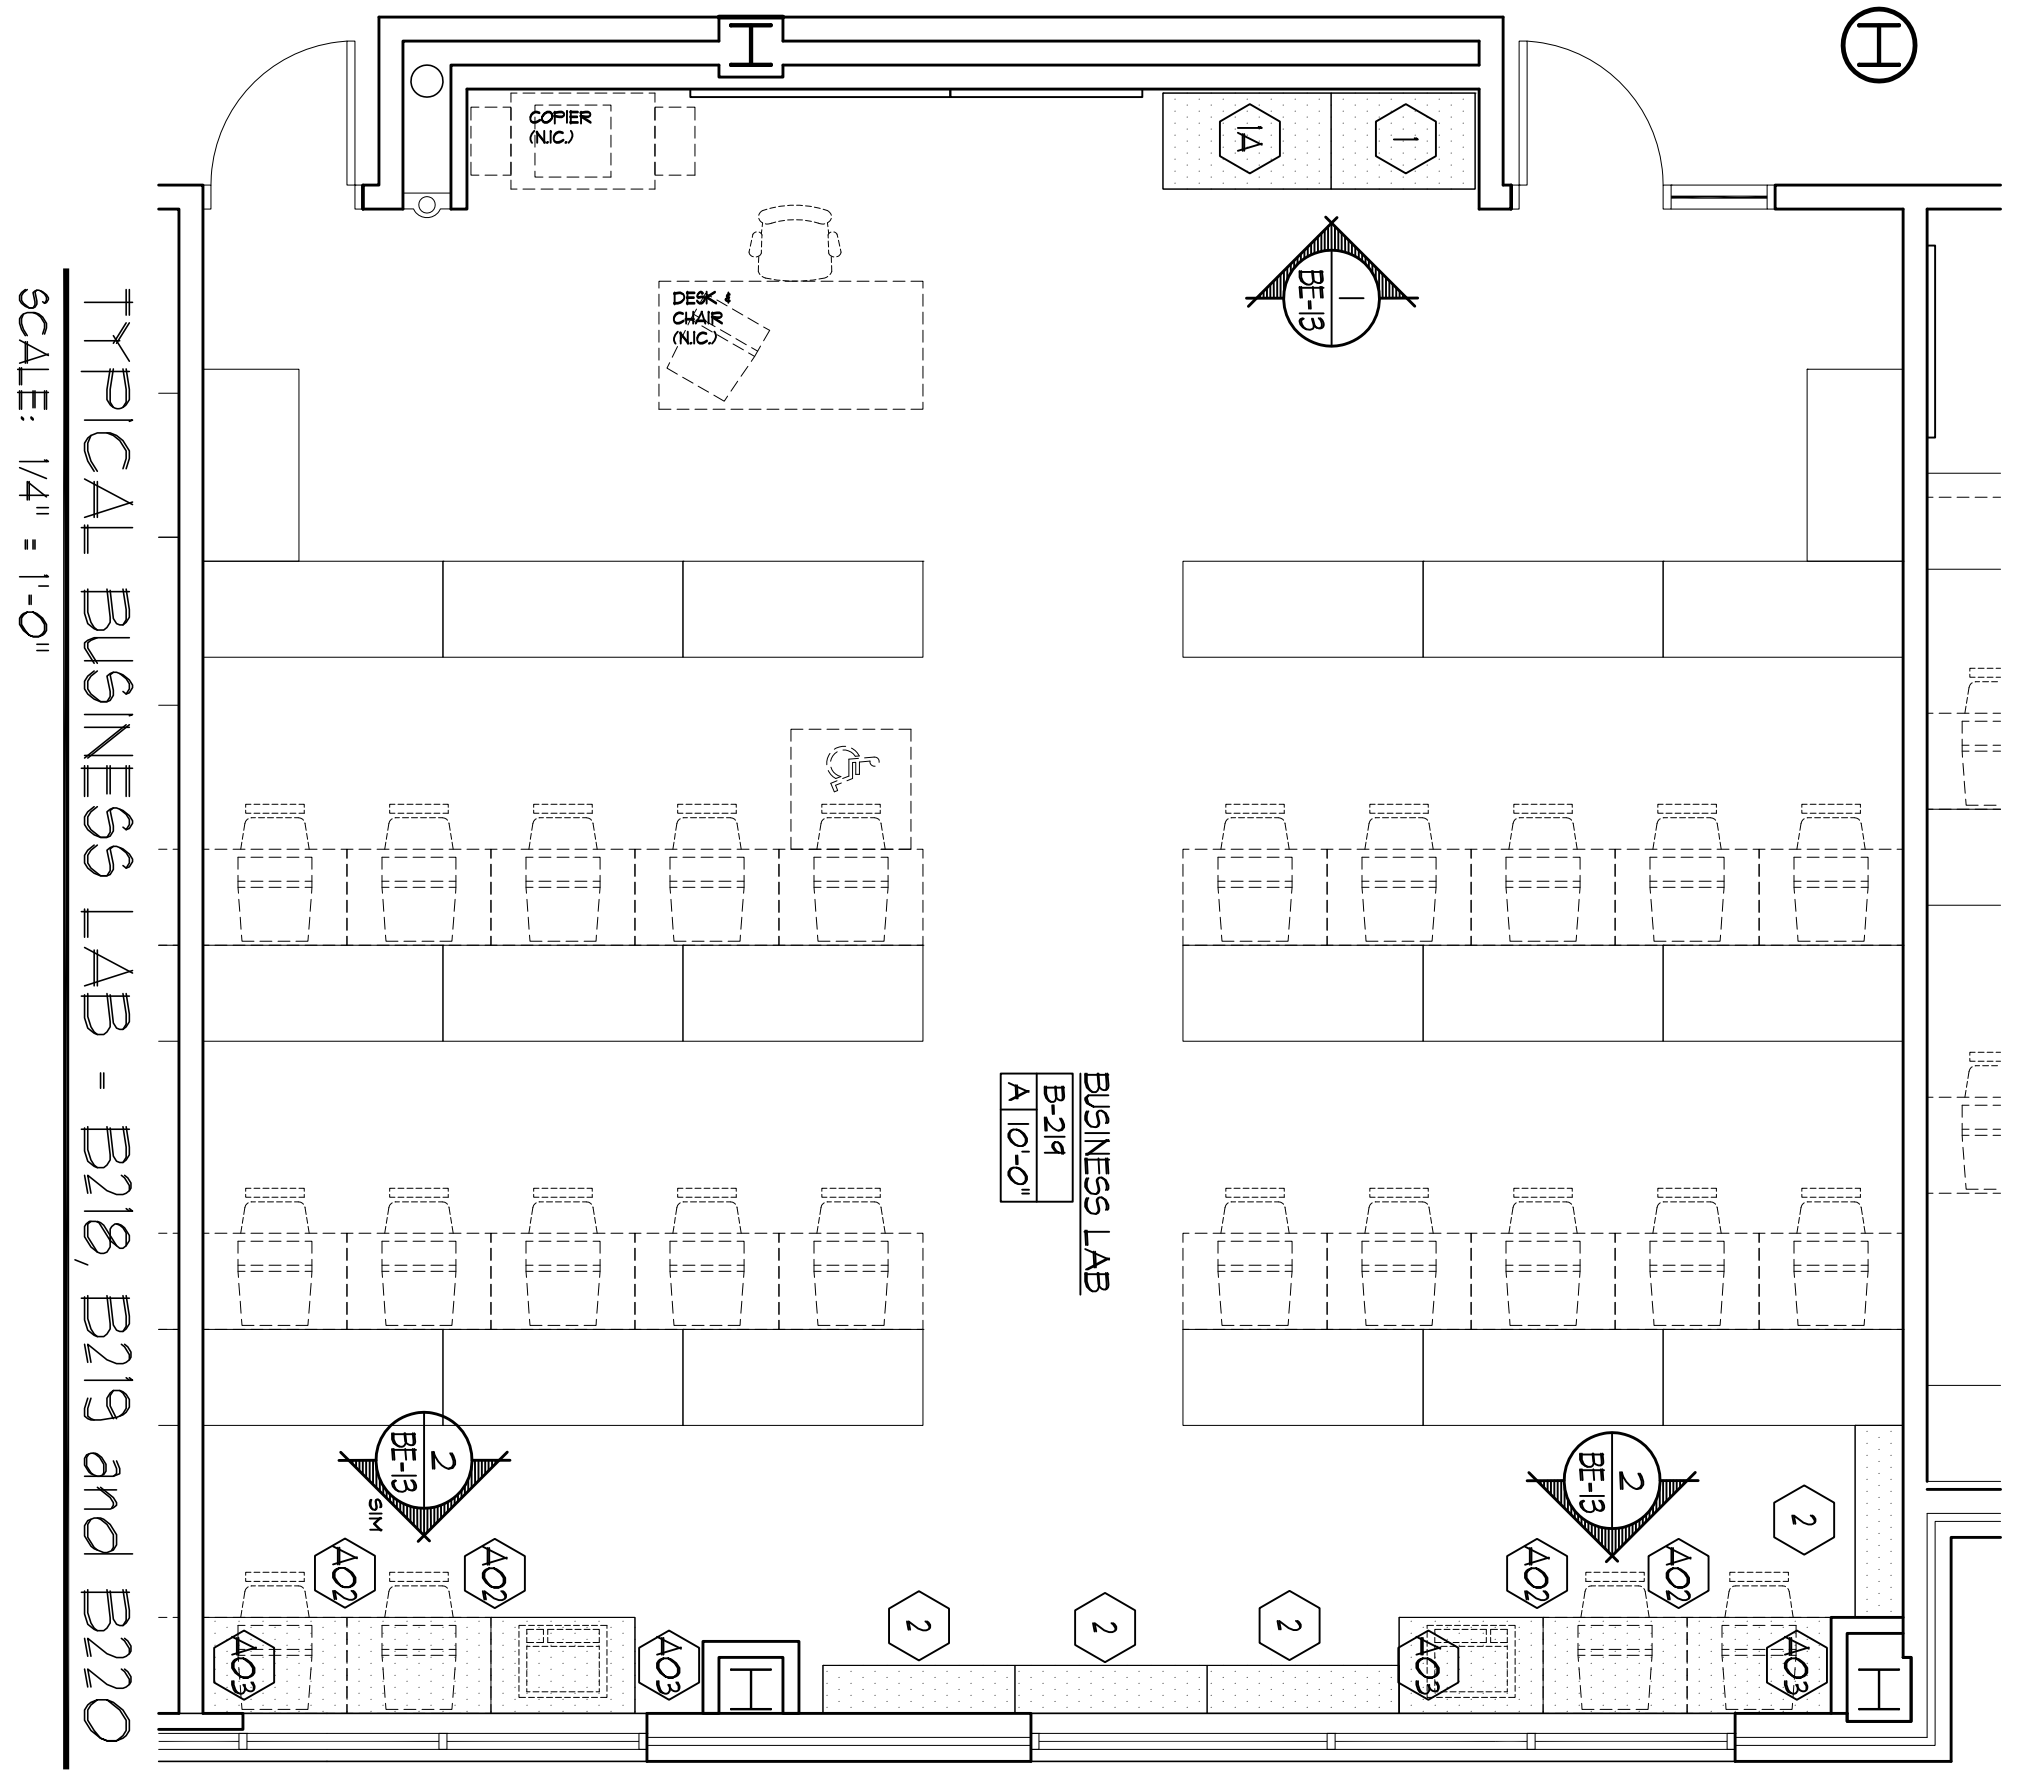 TYPICAL BUSINESS LAB - B218, B219 and B220
SCALE: 1/4" = 1'-0"
COPIER
(N.I.C.)
1A
1
1
BE-13
DESK &
CHAIR
(N.I.C.)
BUSINESS LAB
B-219
A 10'-0"
2
BE-13
SIM
2
BE-13
2
A02
A02
A02
A02
2
2
2
A03
A03
A03
A03